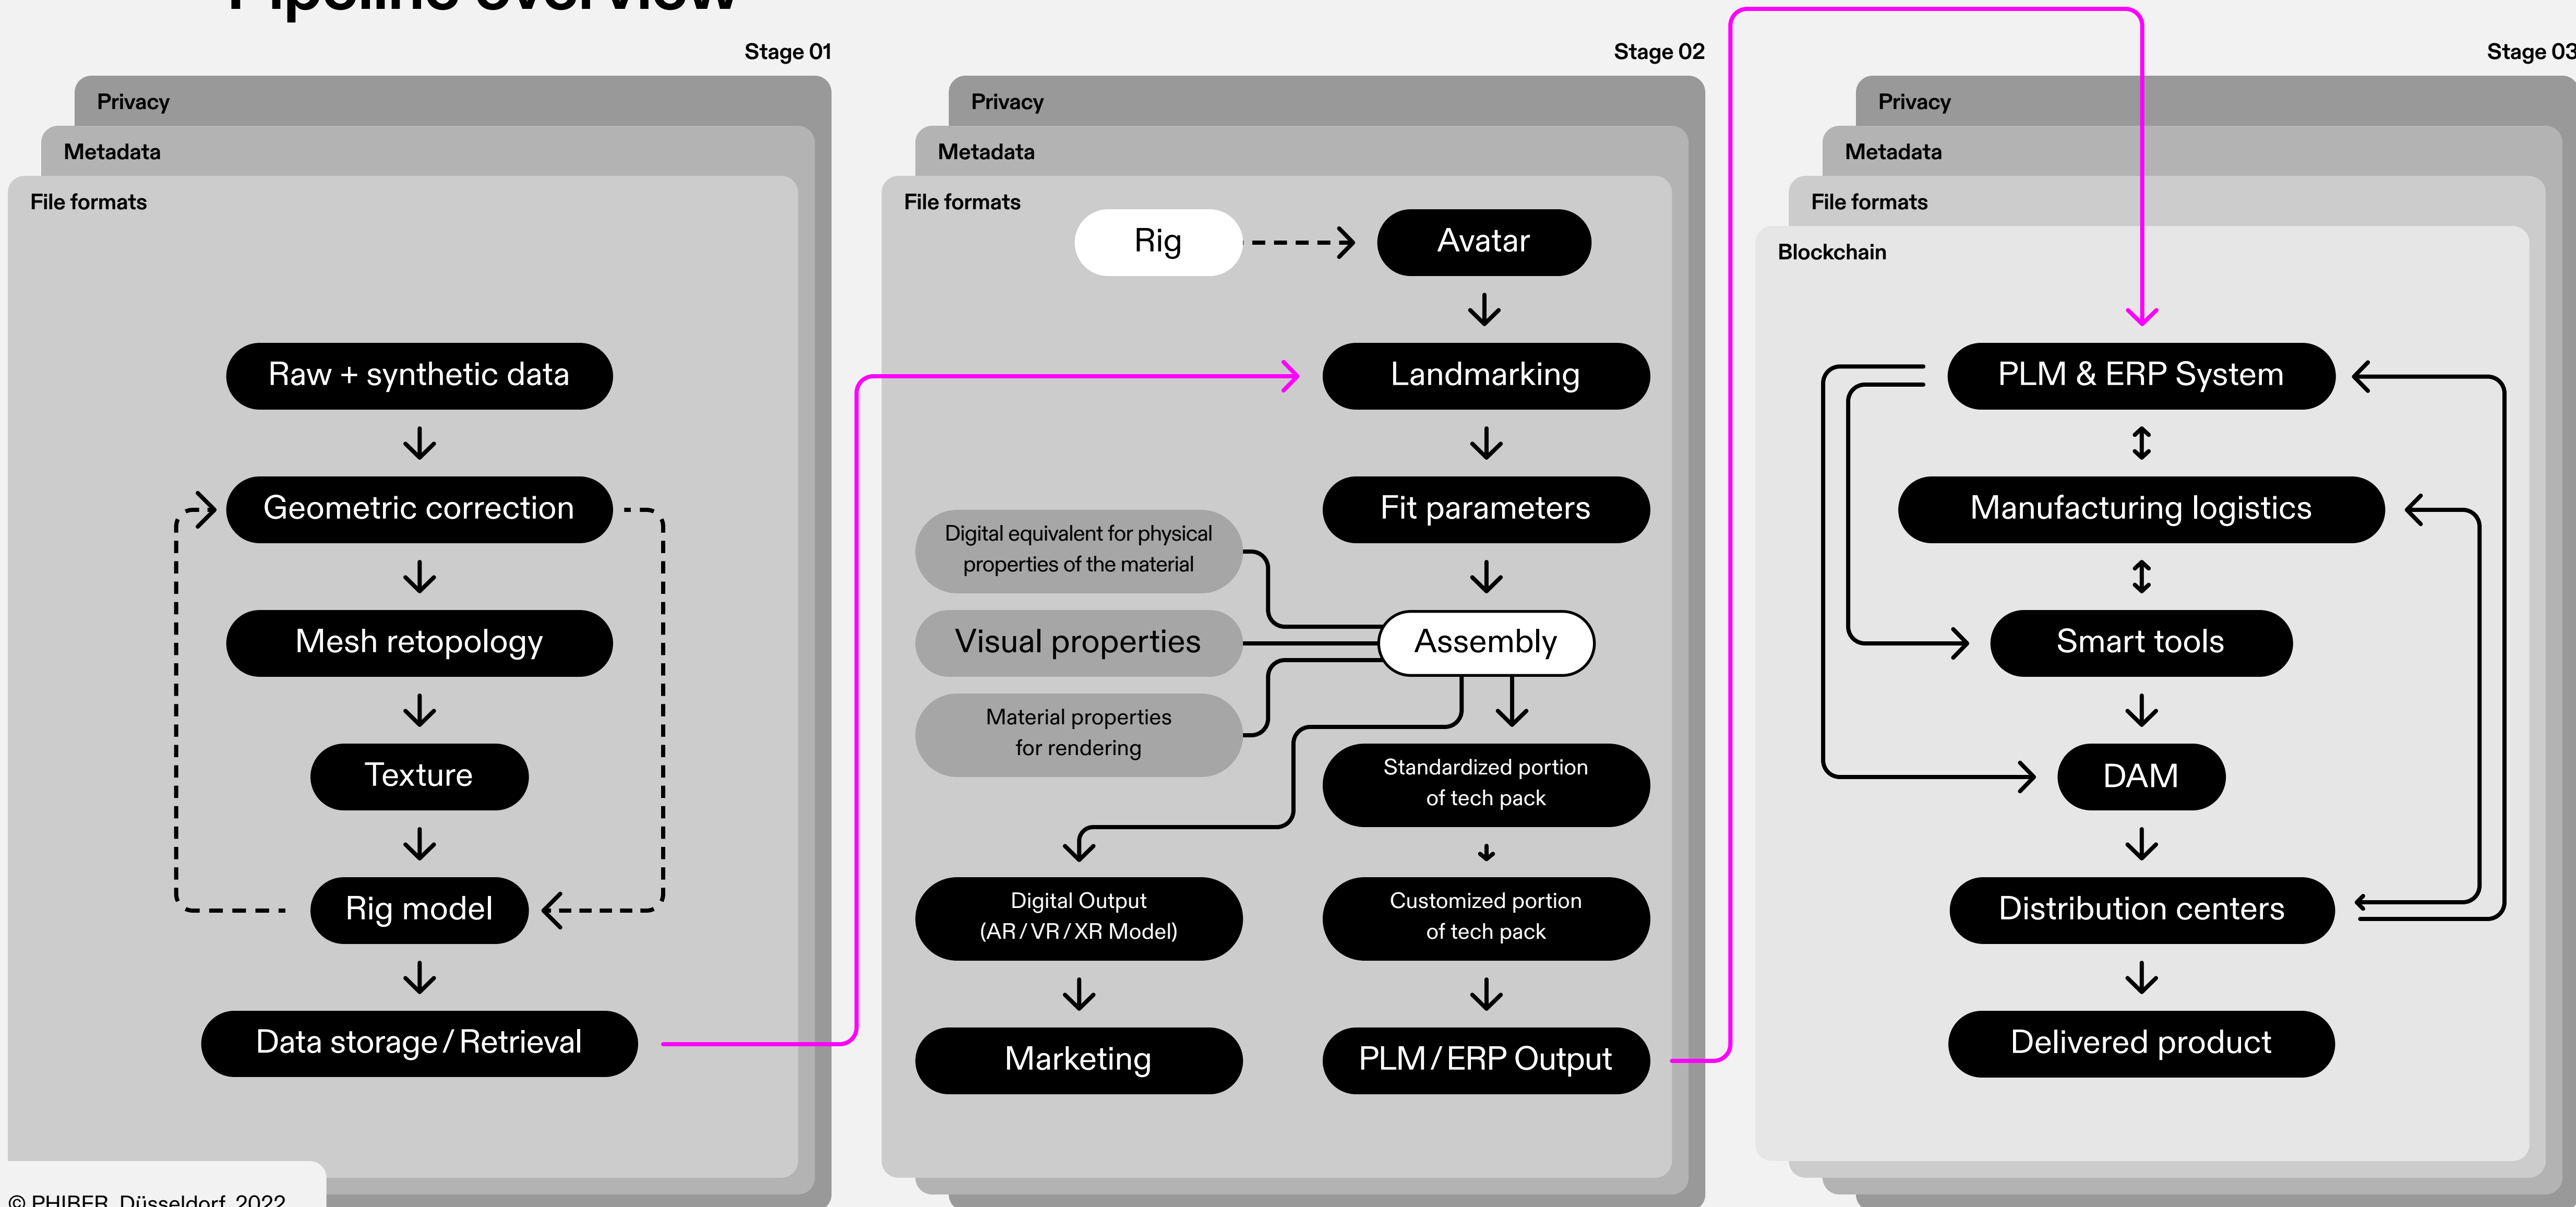 Pipeline overview
Stage 01
Privacy
Metadata
File formats
Raw + synthetic data
Geometric correction
Mesh retopology
Texture
Rig model
Data storage / Retrieval
Stage 02
Privacy
Metadata
File formats
Rig
Avatar
Landmarking
Fit parameters
Digital equivalent for physical
properties of the material
Visual properties
Material properties
for rendering
Assembly
Standardized portion
of tech pack
Digital Output
(AR / VR / XR Model)
Customized portion
of tech pack
Marketing
PLM / ERP Output
Stage 03
Privacy
Metadata
File formats
Blockchain
PLM & ERP System
Manufacturing logistics
Smart tools
DAM
Distribution centers
Delivered product
© PHIBER, Düsseldorf, 2022